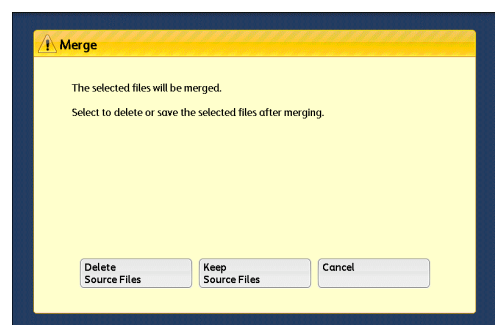 Merge
The selected files will be merged.
Select to delete or save the selected files after merging.
Delete
Source Files
Keep
Source Files
Cancel